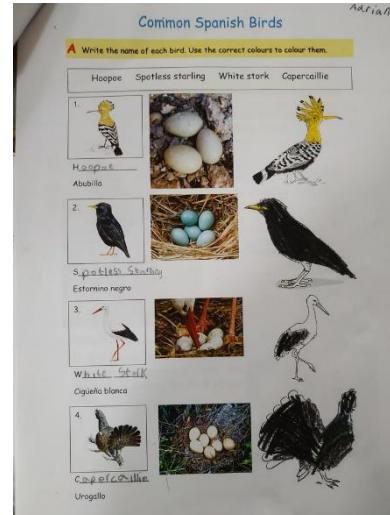 Adrian
Common Spanish Birds
A Write the name of each bird. Use the correct colours to colour them.
Hoopoe Spotless starling White stork Capercaillie
1.
Hoopoe
Abubilla
2.
Spotless Starling
Estornino negro
3.
White Stork
Cigüeña blanca
4.
Capercaillie
Urogallo